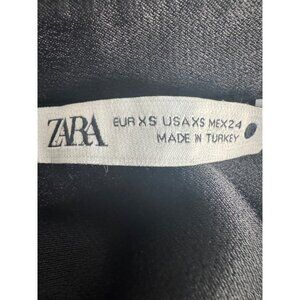 ZARA
EUR XS USA XS MEX 24
MADE IN TURKEY